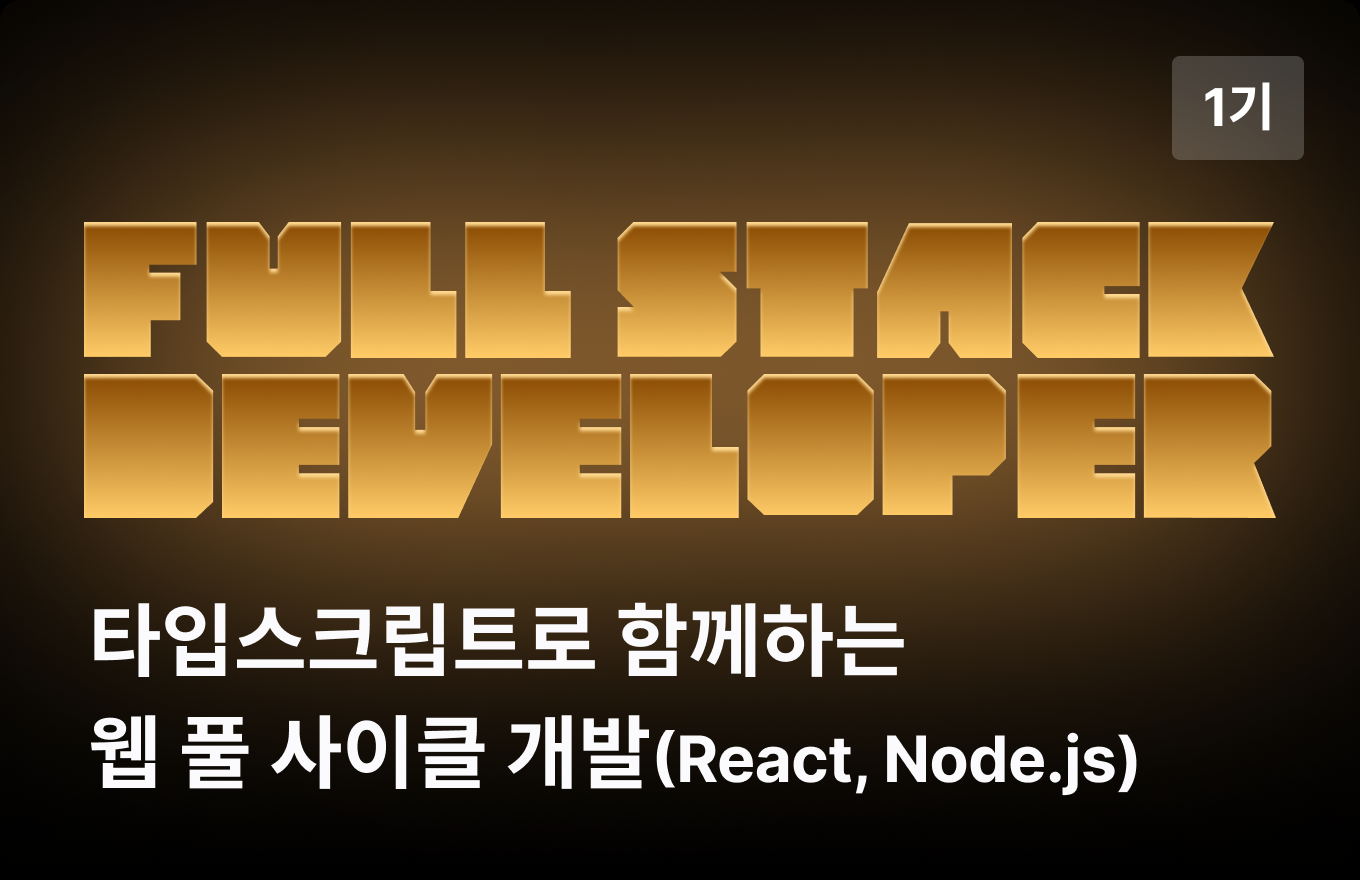 1기
FULL STACK
DEVELOPER
타입스크립트로 함께하는
웹 풀 사이클 개발(React, Node.js)